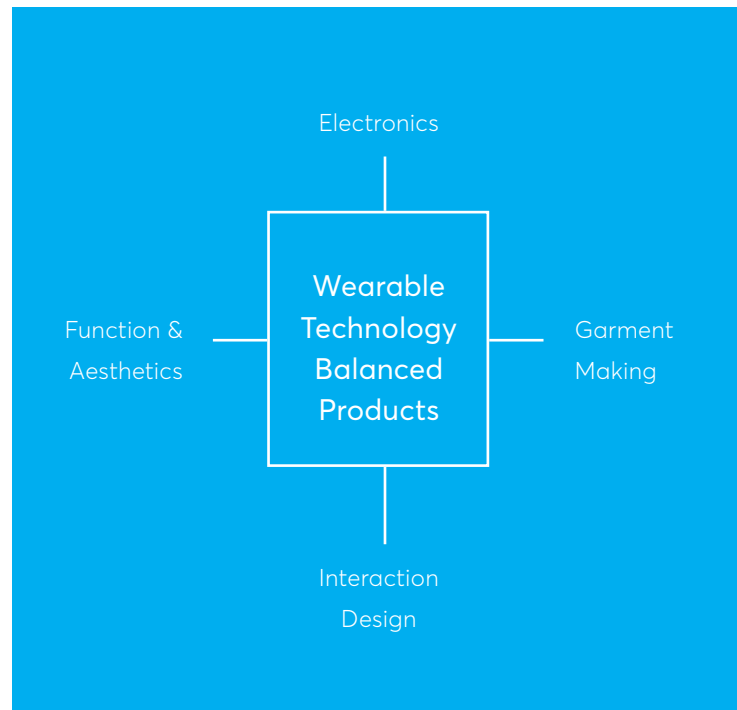 Electronics
Wearable
Technology
Balanced
Products
Function &
Aesthetics
Garment
Making
Interaction
Design